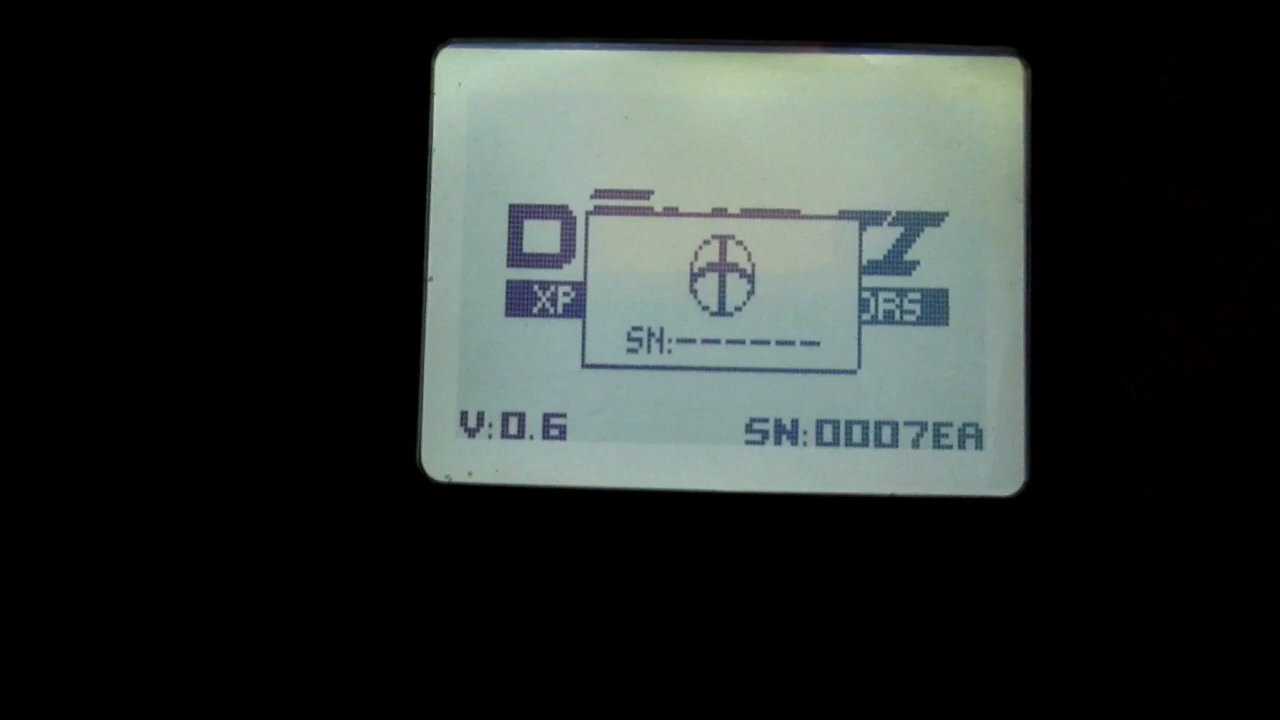 XP
ORS
SN:------
V:0.6
SN:0007EA